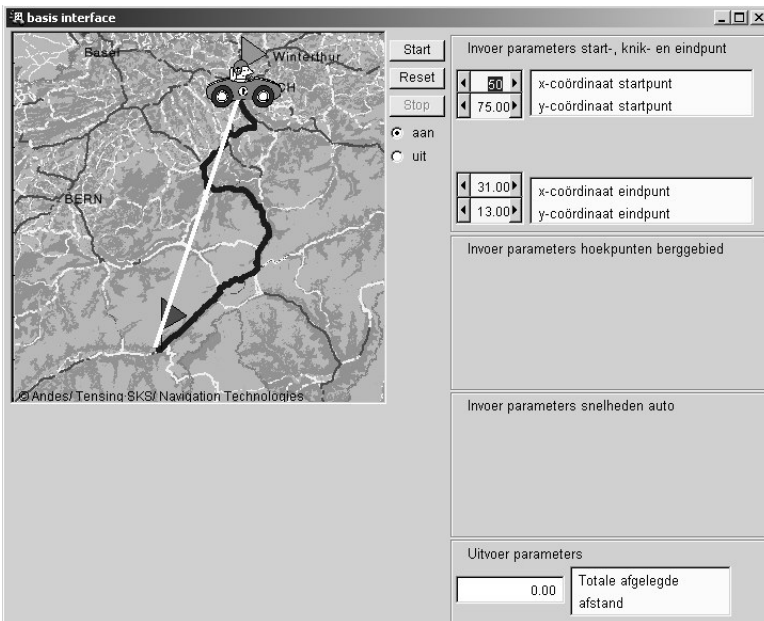 basis interface
Basel
Winterthur
CH
BERN
© Andes/ Tensing SKS/ Navigation Technologies
Start
Reset
Stop
aan
uit
Invoer parameters start-, knik- en eindpunt
50
x-coördinaat startpunt
75.00
y-coördinaat startpunt
31.00
x-coördinaat eindpunt
13.00
y-coördinaat eindpunt
Invoer parameters hoekpunten berggebied
Invoer parameters snelheden auto
Uitvoer parameters
0.00
Totale afgelegde
afstand